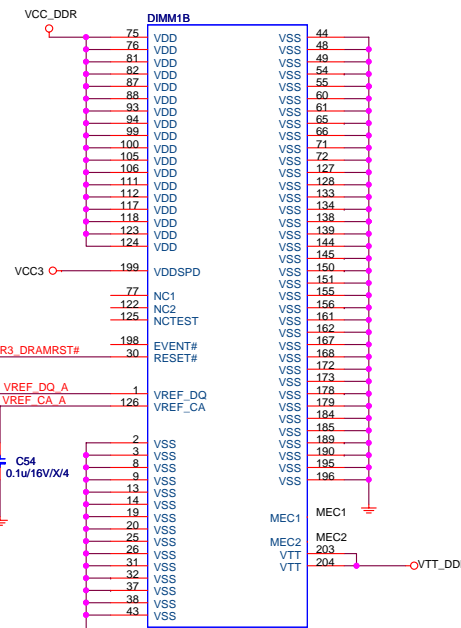 VCC_DDR
DIMM1B
75 VDD VSS 44
76 VDD VSS 48
81 VDD VSS 49
82 VDD VSS 54
87 VDD VSS 55
88 VDD VSS 60
93 VDD VSS 61
94 VDD VSS 65
99 VDD VSS 66
100 VDD VSS 71
105 VDD VSS 72
106 VDD VSS 127
111 VDD VSS 128
112 VDD VSS 133
117 VDD VSS 134
118 VDD VSS 138
123 VDD VSS 139
124 VDD VSS 144
VSS 145
VCC3 199 VDDSPD VSS 150
VSS 151
77 NC1 VSS 155
122 NC2 VSS 156
125 NCTEST VSS 161
VSS 162
198 EVENT# VSS 167
R3_DRAMRST# 30 RESET# VSS 168
VSS 172
VSS 173
VREF_DQ_A 1 VREF_DQ VSS 178
VREF_CA_A 126 VREF_CA VSS 179
VSS 184
VSS 185
2 VSS VSS 189
3 VSS VSS 190
8 VSS VSS 195
9 VSS VSS 196
C54
0.1u/16V/X/4
13 VSS
14 VSS
19 VSS MEC1 MEC1
20 VSS
25 VSS MEC2 MEC2
26 VSS VTT 203
31 VSS VTT 204 VTT_DD
32 VSS
37 VSS
38 VSS
43 VSS